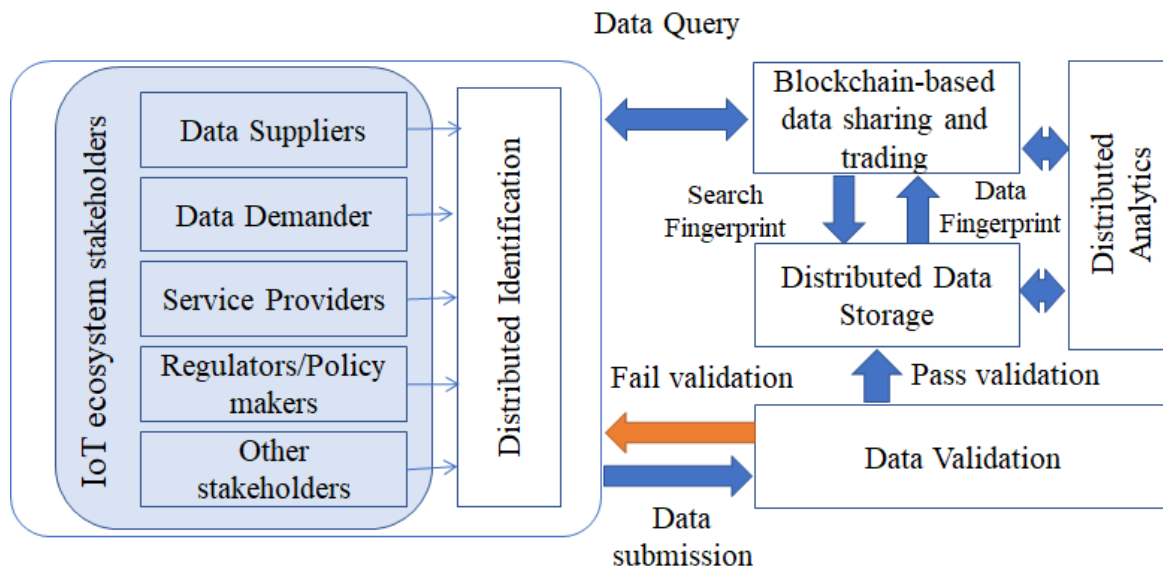 Data Query
IoT ecosystem stakeholders
Data Suppliers
Data Demander
Service Providers
Regulators/Policy
makers
Other
stakeholders
Distributed Identification
Blockchain-based
data sharing and
trading
Search
Fingerprint
Data
Fingerprint
Distributed Data
Storage
Distributed
Analytics
Fail validation
Pass validation
Data Validation
Data
submission